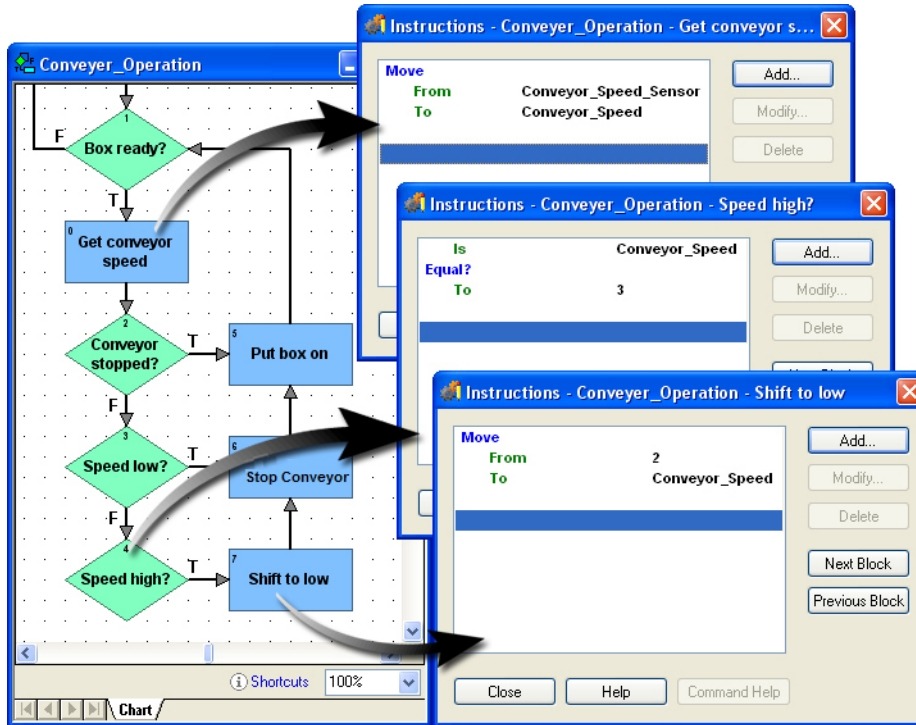 Conveyer_Operation
1
Box ready?
F
T
0
Get conveyor
speed
2
Conveyor
stopped?
T
5
Put box on
F
3
Speed low?
T
6
Stop Conveyor
F
4
Speed high?
T
7
Shift to low
Shortcuts
100%
Chart
Instructions - Conveyer_Operation - Get conveyor s...
Move
From Conveyor_Speed_Sensor
To Conveyor_Speed
Add...
Modify...
Delete
Instructions - Conveyer_Operation - Speed high?
Is Conveyor_Speed
Equal?
To 3
Add...
Modify...
Delete
Instructions - Conveyer_Operation - Shift to low
Move
From 2
To Conveyor_Speed
Add...
Modify...
Delete
Next Block
Previous Block
Close
Help
Command Help